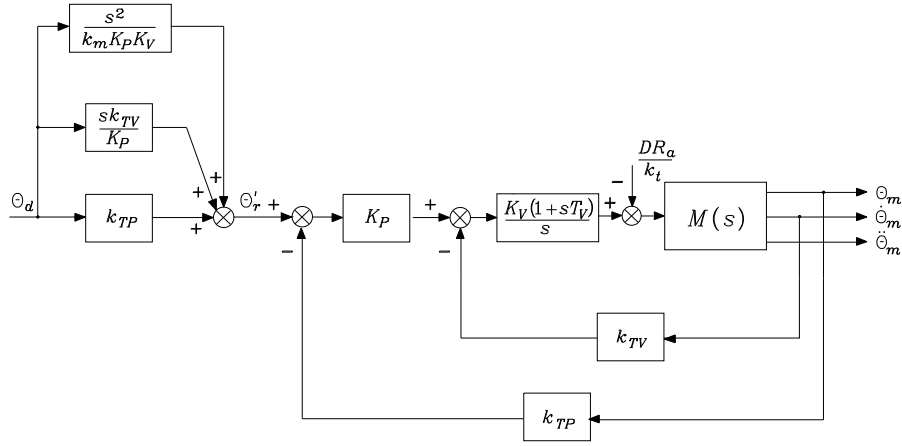 s²
k_m K_P K_V
s k_TV
K_P
Θ_d
k_TP
+
+
+
Θ'_r
+
−
K_P
+
−
K_V(1+sT_V)
s
+
−
DR_a
k_t
M(s)
Θ_m
Θ̇_m
Θ̈_m
k_TV
k_TP